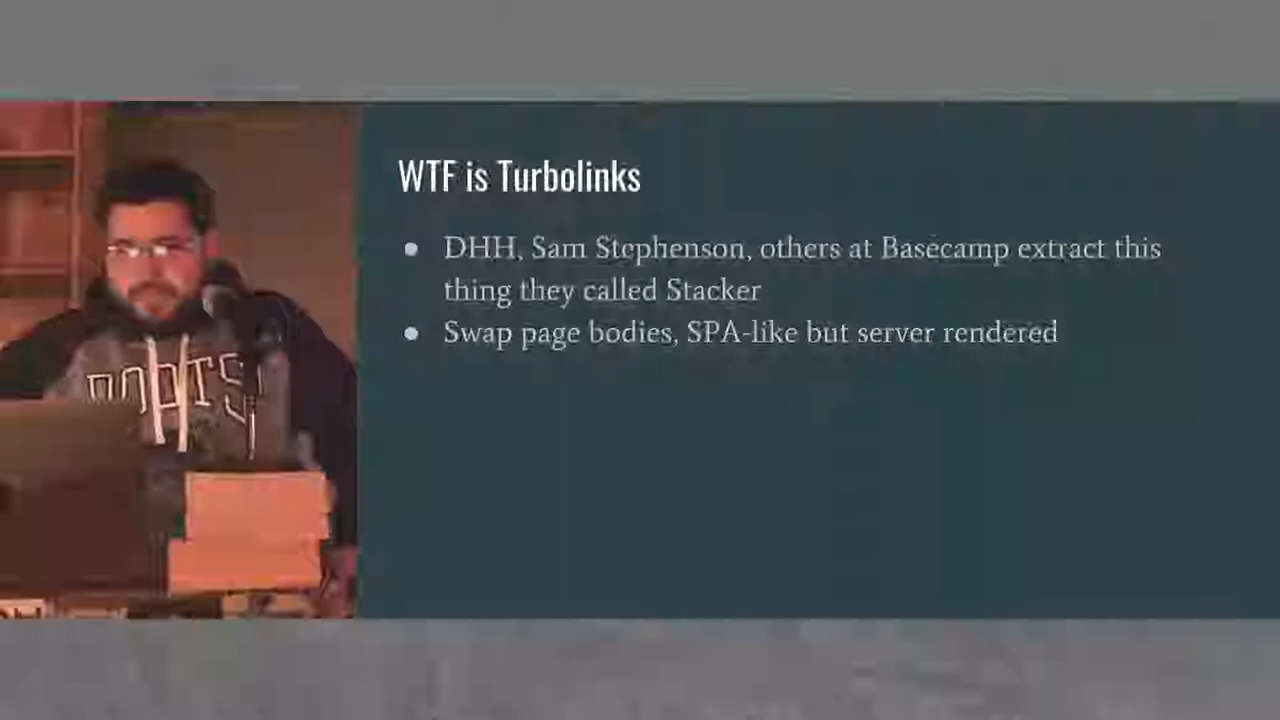 WTF is Turbolinks
● DHH, Sam Stephenson, others at Basecamp extract this
thing they called Stacker
● Swap page bodies, SPA-like but server rendered